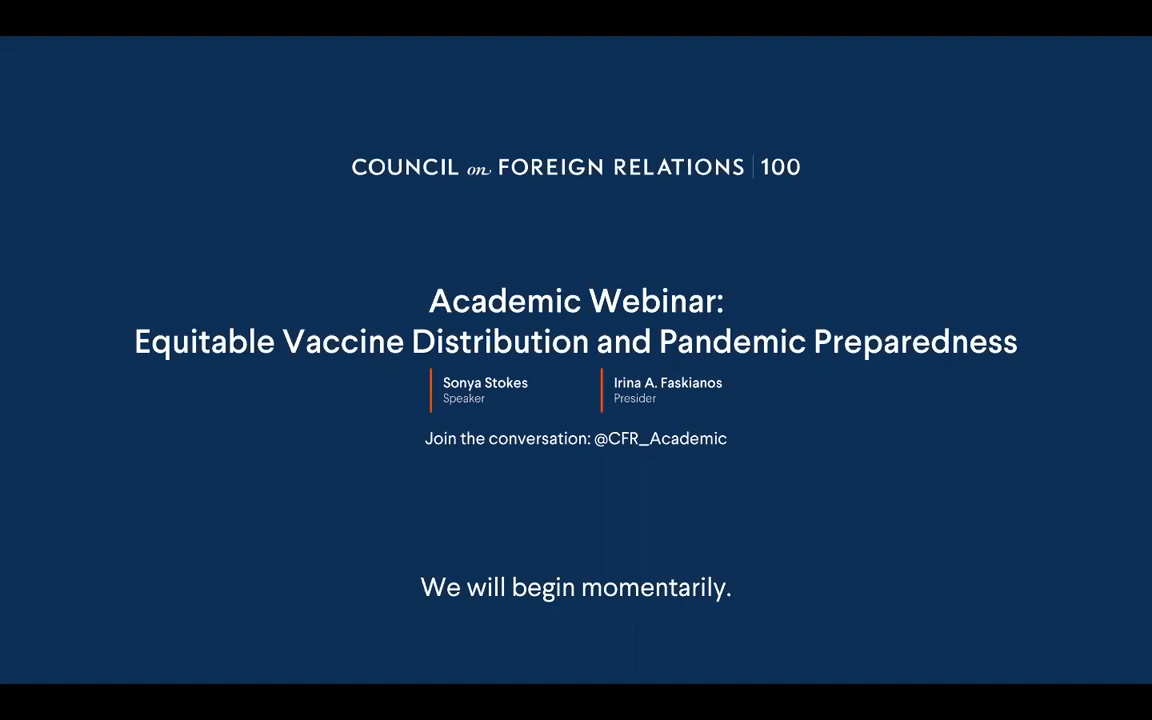 COUNCIL on FOREIGN RELATIONS | 100
Academic Webinar:
Equitable Vaccine Distribution and Pandemic Preparedness
Sonya Stokes
Speaker
Irina A. Faskianos
Presider
Join the conversation: @CFR_Academic
We will begin momentarily.